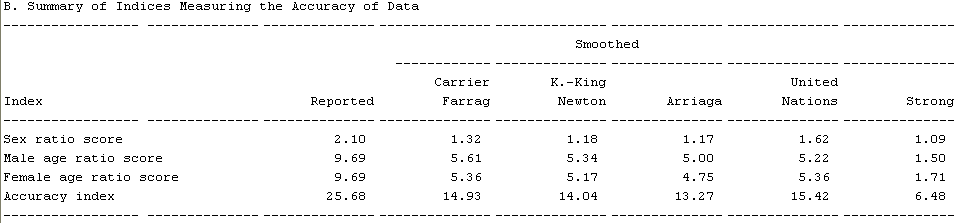 B. Summary of Indices Measuring the Accuracy of Data
Smoothed
Carrier K.-King United
Index Reported Farrag Newton Arriaga Nations Strong
Sex ratio score 2.10 1.32 1.18 1.17 1.62 1.09
Male age ratio score 9.69 5.61 5.34 5.00 5.22 1.50
Female age ratio score 9.69 5.36 5.17 4.75 5.36 1.71
Accuracy index 25.68 14.93 14.04 13.27 15.42 6.48